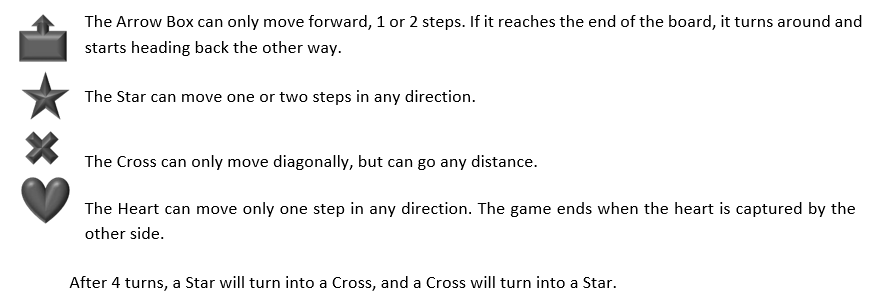 The Arrow Box can only move forward, 1 or 2 steps. If it reaches the end of the board, it turns around and
starts heading back the other way.
The Star can move one or two steps in any direction.
The Cross can only move diagonally, but can go any distance.
The Heart can move only one step in any direction. The game ends when the heart is captured by the
other side.
After 4 turns, a Star will turn into a Cross, and a Cross will turn into a Star.